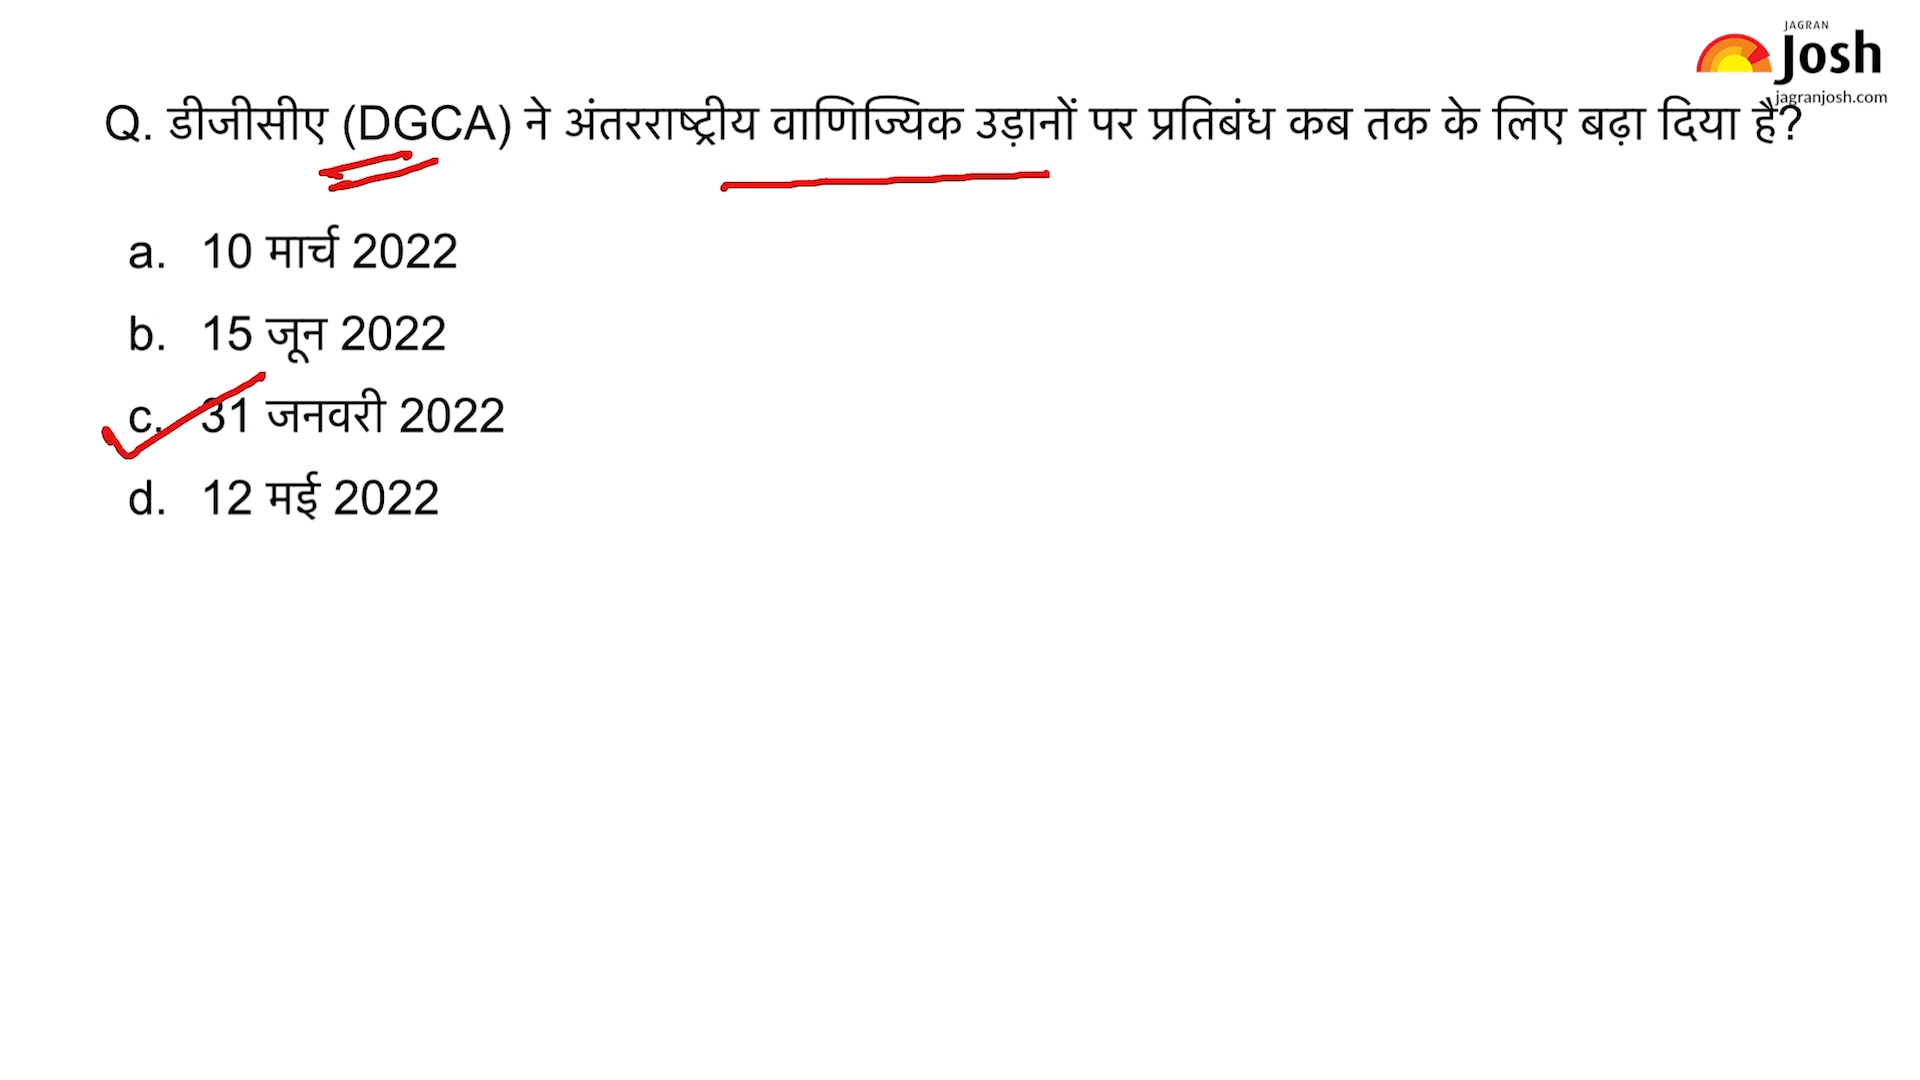 JAGRAN
Josh
jagranjosh.com
Q. डीजीसीए (DGCA) ने अंतरराष्ट्रीय वाणिज्यिक उड़ानों पर प्रतिबंध कब तक के लिए बढ़ा दिया है?
a. 10 मार्च 2022
b. 15 जून 2022
c. 31 जनवरी 2022
d. 12 मई 2022